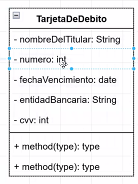 TarjetaDeDebito
- nombreDelTitular: String
- numero: int
- fechaVencimiento: date
- entidadBancaria: String
- cvv: int
+ method(type): type
+ method(type): type